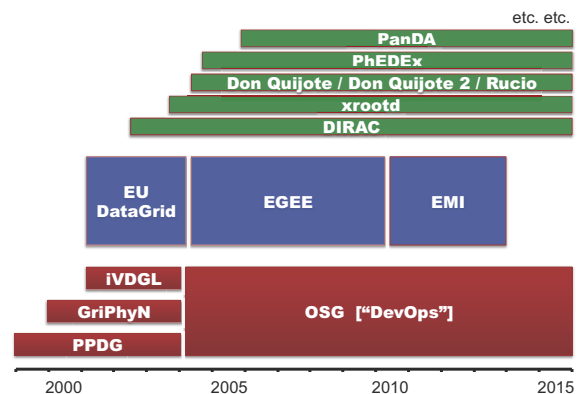 etc. etc.
PanDA
PhEDEx
Don Quijote / Don Quijote 2 / Rucio
xrootd
DIRAC
EU
DataGrid
EGEE
EMI
iVDGL
GriPhyN
PPDG
OSG [“DevOps”]
2000 2005 2010 2015